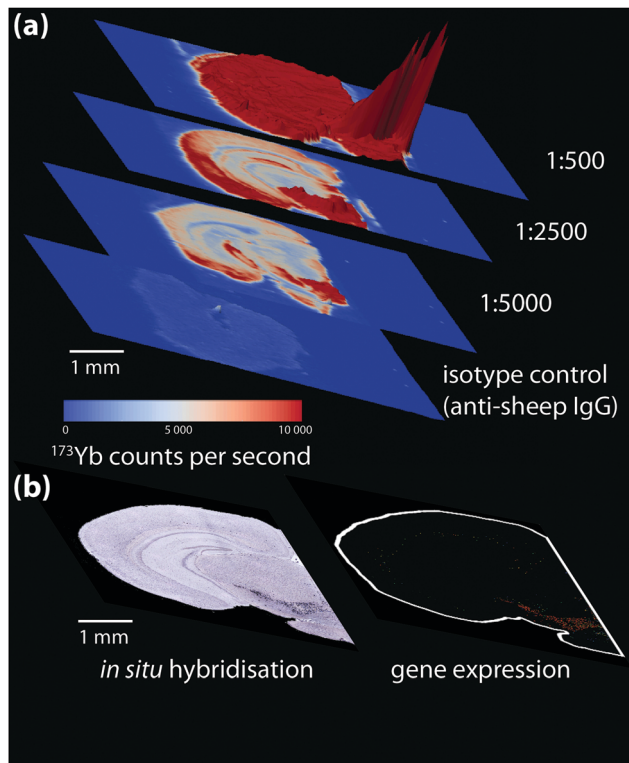 (a)
1:500
1:2500
1:5000
isotype control
(anti-sheep IgG)
1 mm
0 5 000 10 000
¹⁷³Yb counts per second
(b)
1 mm
in situ hybridisation
gene expression